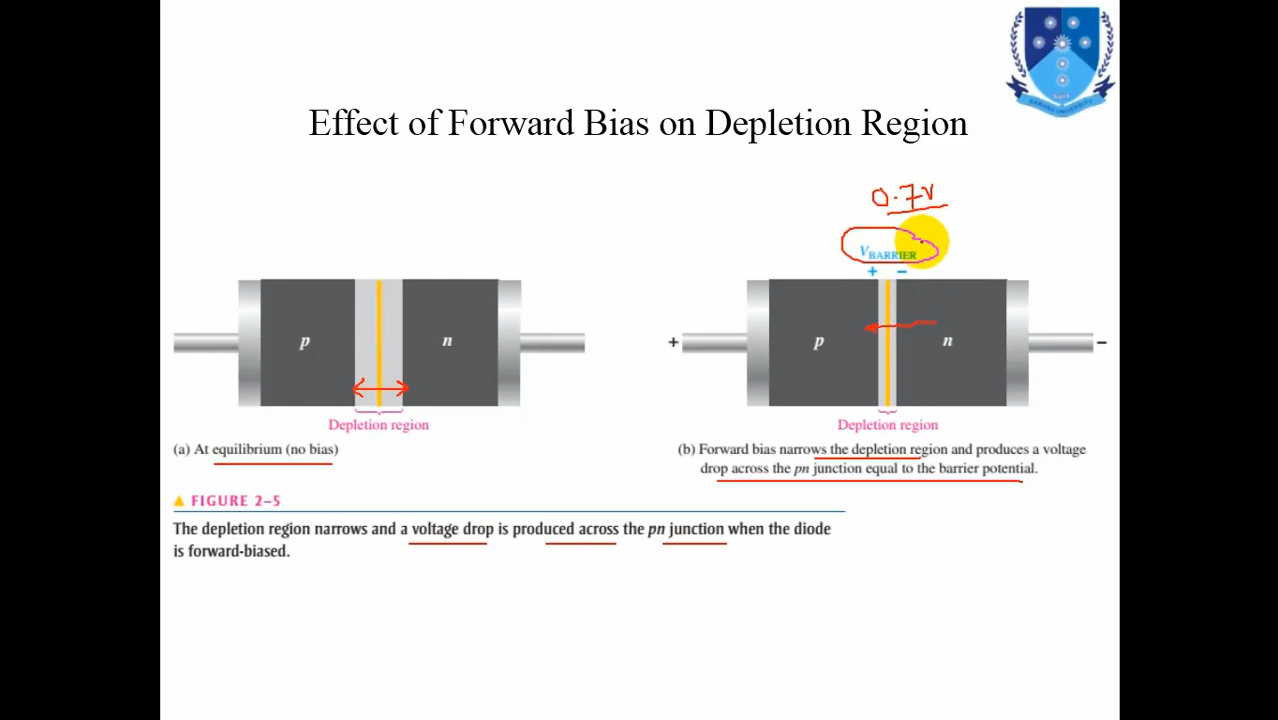 Effect of Forward Bias on Depletion Region
0.7V
VBARRIER
+ −
p
n
+
p
n
−
Depletion region
Depletion region
(a) At equilibrium (no bias)
(b) Forward bias narrows the depletion region and produces a voltage
drop across the pn junction equal to the barrier potential.
FIGURE 2–5
The depletion region narrows and a voltage drop is produced across the pn junction when the diode
is forward-biased.